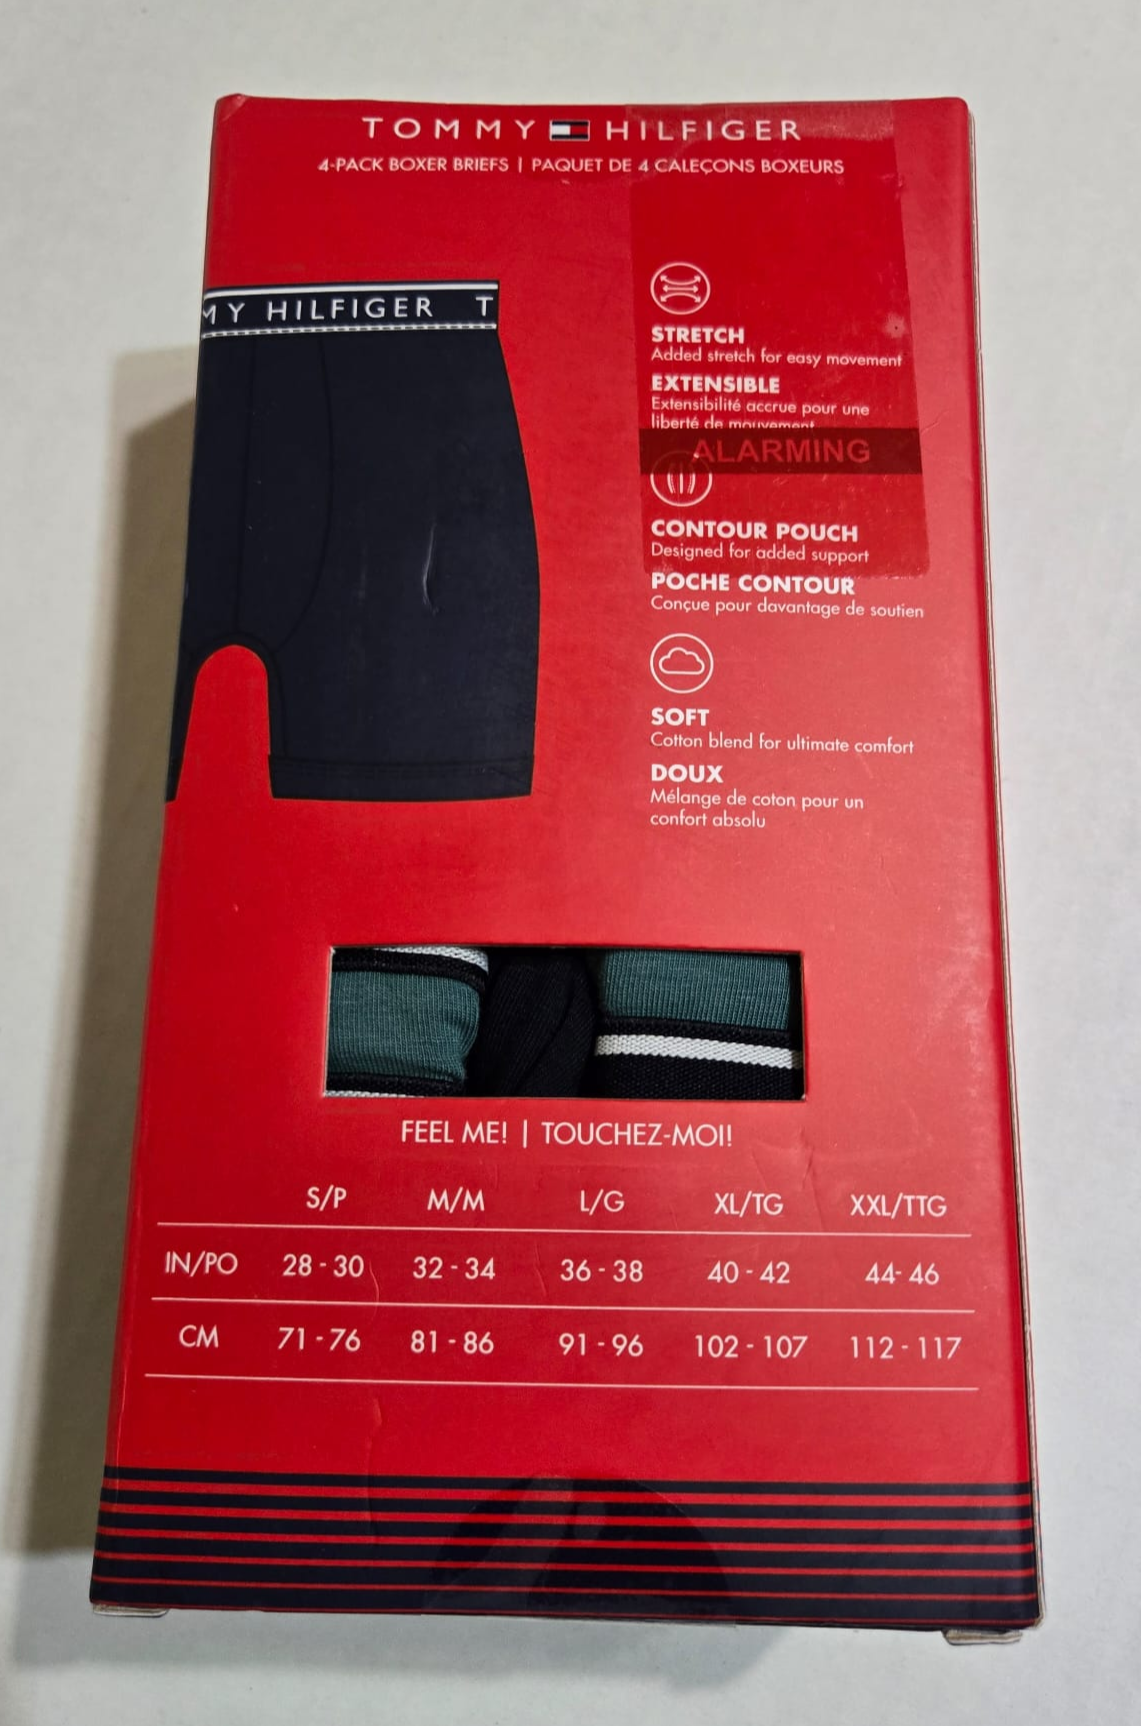 TOMMY HILFIGER
4-PACK BOXER BRIEFS | PAQUET DE 4 CALEÇONS BOXEURS
MY HILFIGER T
STRETCH
Added stretch for easy movement
EXTENSIBLE
Extensibilité accrue pour une
liberté de mouvement
ALARMING
CONTOUR POUCH
Designed for added support
POCHE CONTOUR
Conçue pour davantage de soutien
SOFT
Cotton blend for ultimate comfort
DOUX
Mélange de coton pour un
confort absolu
FEEL ME! | TOUCHEZ-MOI!
S/P M/M L/G XL/TG XXL/TTG
IN/PO 28 - 30 32 - 34 36 - 38 40 - 42 44- 46
CM 71 - 76 81 - 86 91 - 96 102 - 107 112 - 117